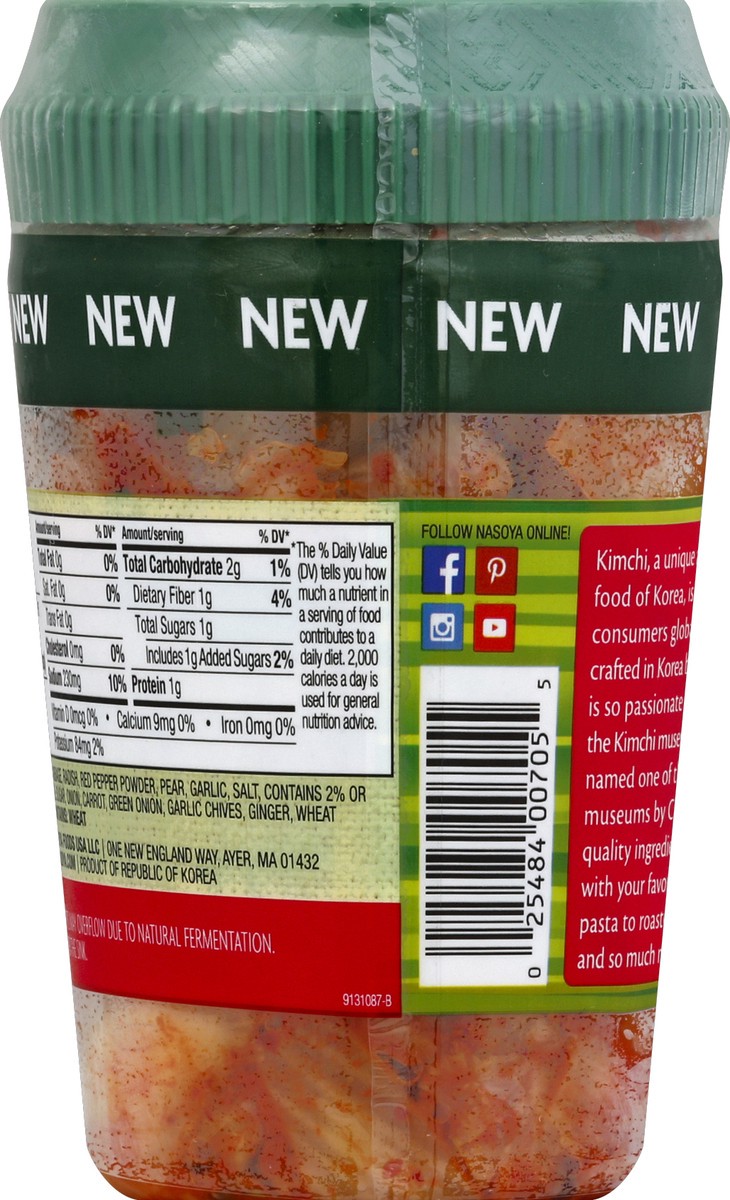 NEW NEW NEW NEW NEW
Amount/serving % DV* Amount/serving % DV*
Total Fat 0g 0% Total Carbohydrate 2g 1%
Sat. Fat 0g 0% Dietary Fiber 1g 4%
Trans Fat 0g Total Sugars 1g
Cholesterol 0mg 0% Includes 1g Added Sugars 2%
Sodium 230mg 10% Protein 1g
Vitamin D 0mcg 0% • Calcium 9mg 0% • Iron 0mg 0%
Potassium 84mg 2%
*The % Daily Value
(DV) tells you how
much a nutrient in
a serving of food
contributes to a
daily diet. 2,000
calories a day is
used for general
nutrition advice.
RADISH, RED PEPPER POWDER, PEAR, GARLIC, SALT, CONTAINS 2% OR
ONION, CARROT, GREEN ONION, GARLIC CHIVES, GINGER, WHEAT
WHEAT
FOODS USA LLC | ONE NEW ENGLAND WAY, AYER, MA 01432
.COM | PRODUCT OF REPUBLIC OF KOREA
MAY OVERFLOW DUE TO NATURAL FERMENTATION.
9131087-B
FOLLOW NASOYA ONLINE!
0 25484 00705 5
Kimchi, a unique
food of Korea, is
consumers glob
crafted in Korea b
is so passionate
the Kimchi muse
named one of t
museums by C
quality ingredi
with your favo
pasta to roast
and so much